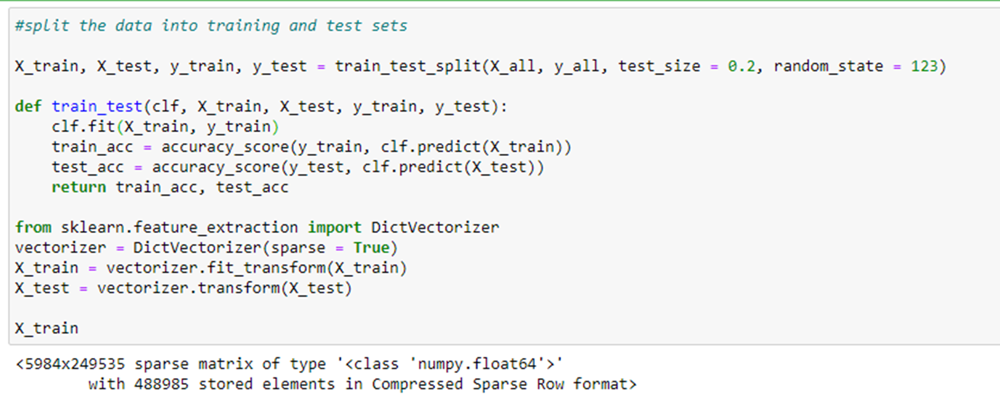 #split the data into training and test sets
X_train, X_test, y_train, y_test = train_test_split(X_all, y_all, test_size = 0.2, random_state = 123)
def train_test(clf, X_train, X_test, y_train, y_test):
    clf.fit(X_train, y_train)
    train_acc = accuracy_score(y_train, clf.predict(X_train))
    test_acc = accuracy_score(y_test, clf.predict(X_test))
    return train_acc, test_acc
from sklearn.feature_extraction import DictVectorizer
vectorizer = DictVectorizer(sparse = True)
X_train = vectorizer.fit_transform(X_train)
X_test = vectorizer.transform(X_test)
X_train
<5984x249535 sparse matrix of type '<class 'numpy.float64'>'
        with 488985 stored elements in Compressed Sparse Row format>